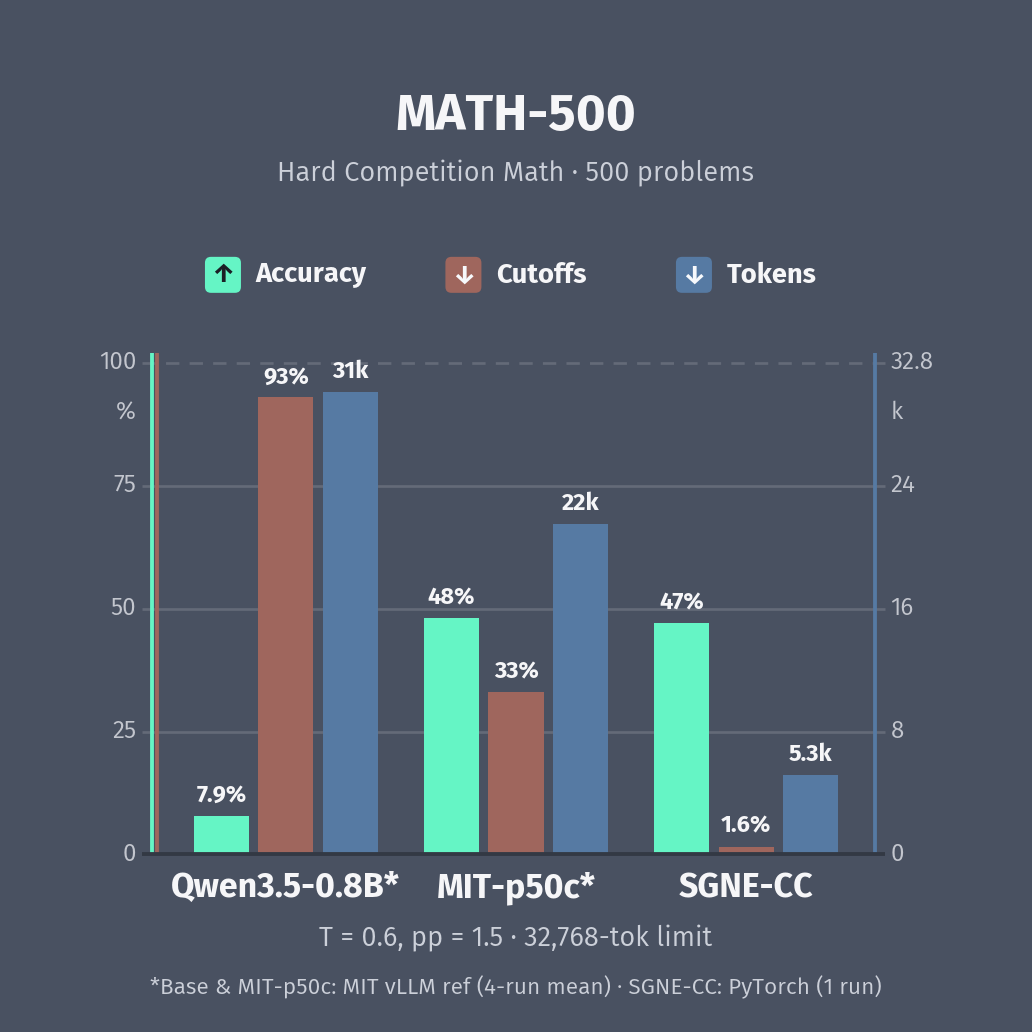 MATH-500
Hard Competition Math · 500 problems
↑ Accuracy ↓ Cutoffs ↓ Tokens
100 32.8
93% 31k
% k
75 24
22k
48% 47%
50 16
33%
25 8
5.3k
7.9% 1.6%
0 0
Qwen3.5-0.8B* MIT-p50c* SGNE-CC
T = 0.6, pp = 1.5 · 32,768-tok limit
*Base & MIT-p50c: MIT vLLM ref (4-run mean) · SGNE-CC: PyTorch (1 run)